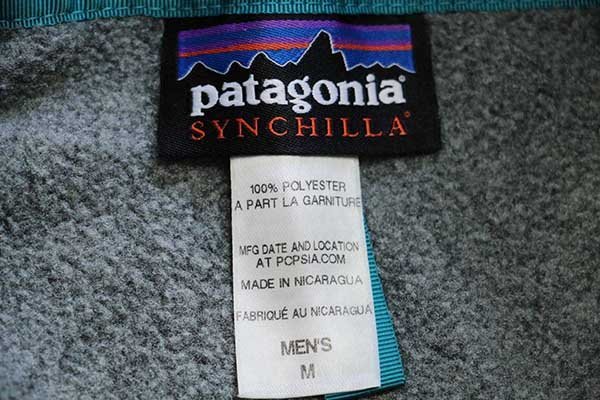 patagonia®
SYNCHILLA®
100% POLYESTER
A PART LA GARNITURE
MFG DATE AND LOCATION
AT PCPSIA.COM
MADE IN NICARAGUA
FABRIQUÉ AU NICARAGUA
MEN'S
M